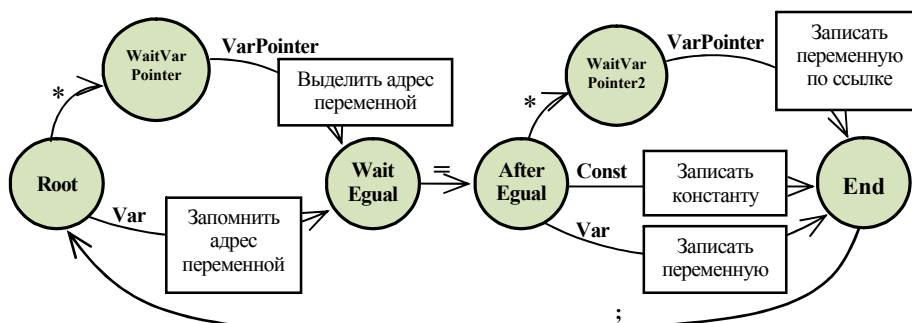 WaitVar
Pointer
VarPointer
*
Выделить адрес
переменной
WaitVar
Pointer2
VarPointer
*
Записать
переменную
по ссылке
Root
Var
Запомнить
адрес
переменной
Wait
Egual
=
After
Egual
Const
Записать
константу
Var
Записать
переменную
End
;